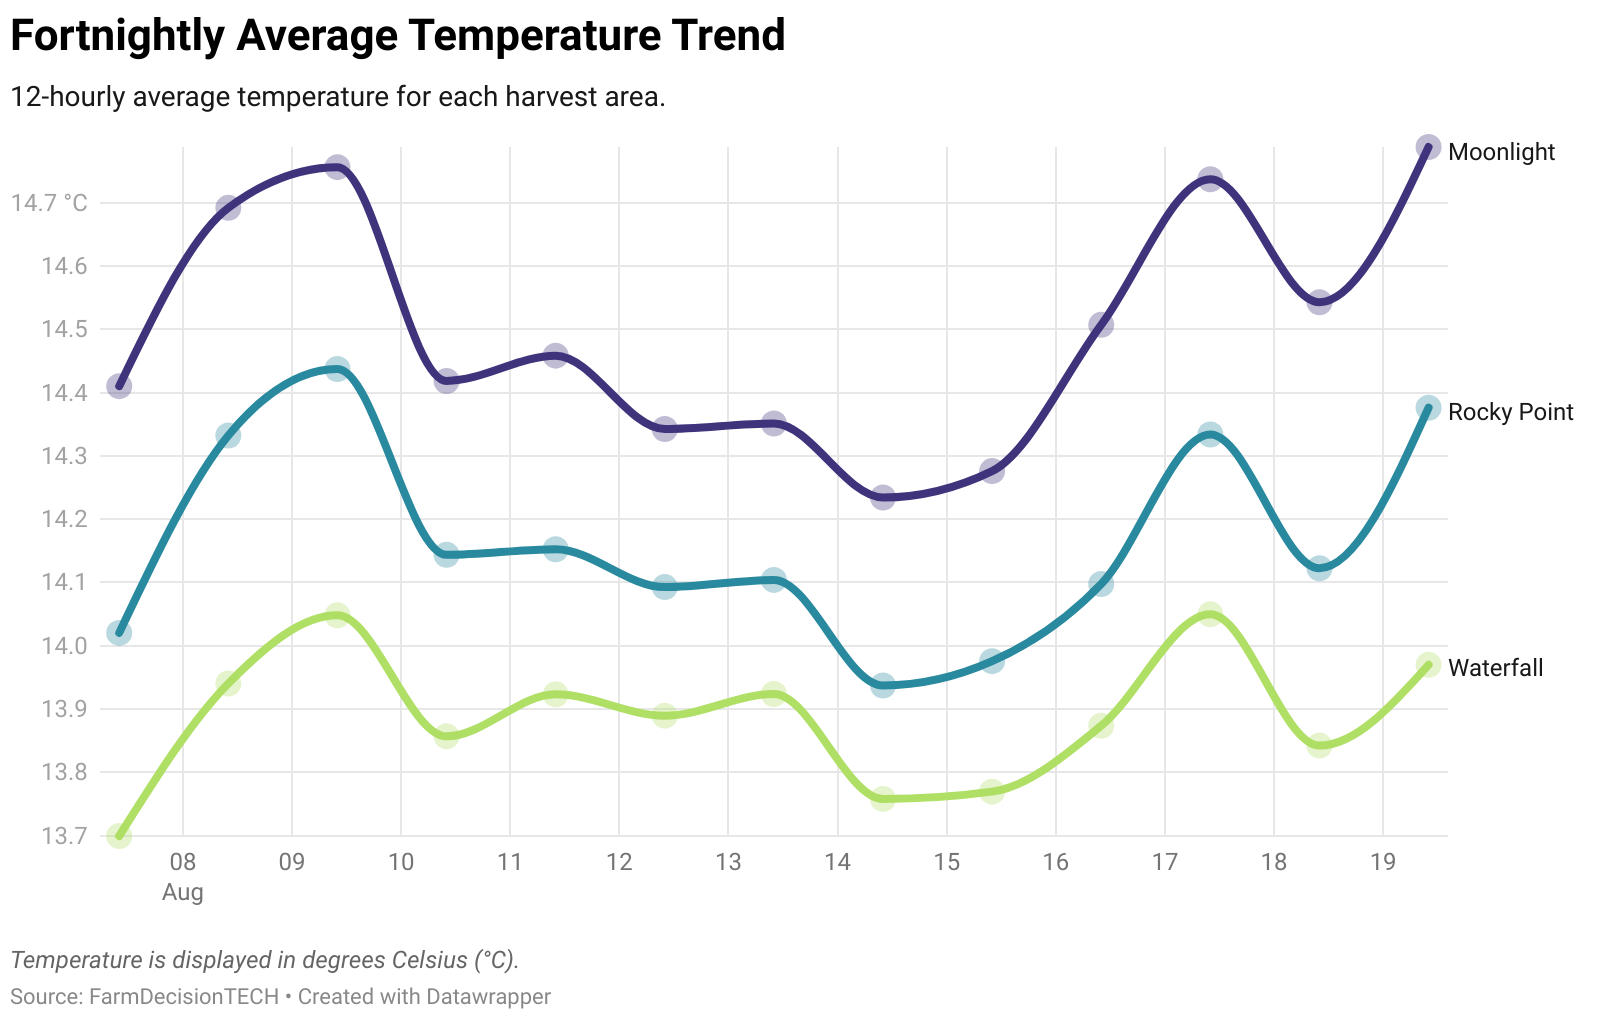 Fortnightly Average Temperature Trend
12-hourly average temperature for each harvest area.
Moonlight
14.7 °C
14.6
14.5
14.4
Rocky Point
14.3
14.2
14.1
14.0
Waterfall
13.9
13.8
13.7
08 09 10 11 12 13 14 15 16 17 18 19
Aug
Temperature is displayed in degrees Celsius (°C).
Source: FarmDecisionTECH • Created with Datawrapper